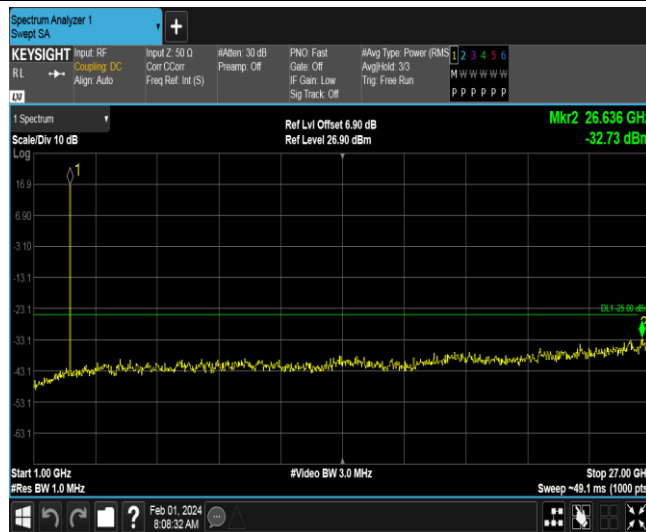 Spectrum Analyzer 1
Swept SA
+
KEYSIGHT
RL
LXI
Input: RF
Coupling: DC
Align: Auto
Input Z: 50 Ω
Corr CCorr
Freq Ref: Int (S)
#Atten: 30 dB
Preamp: Off
PNO: Fast
Gate: Off
IF Gain: Low
Sig Track: Off
#Avg Type: Power (RMS
Avg|Hold: 3/3
Trig: Free Run
1 2 3 4 5 6
M W W W W W
P P P P P P
1 Spectrum
Scale/Div 10 dB
Ref Lvl Offset 6.90 dB
Ref Level 26.90 dBm
Mkr2 26.636 GHz
-32.73 dBm
Log
1
16.9
6.90
-3.10
-13.1
-23.1
DL1 -25.00 dBm
-33.1
-43.1
-53.1
-63.1
Start 1.00 GHz
#Video BW 3.0 MHz
Stop 27.00 GHz
#Res BW 1.0 MHz
Sweep ~49.1 ms (1000 pts
?
Feb 01, 2024
8:08:32 AM